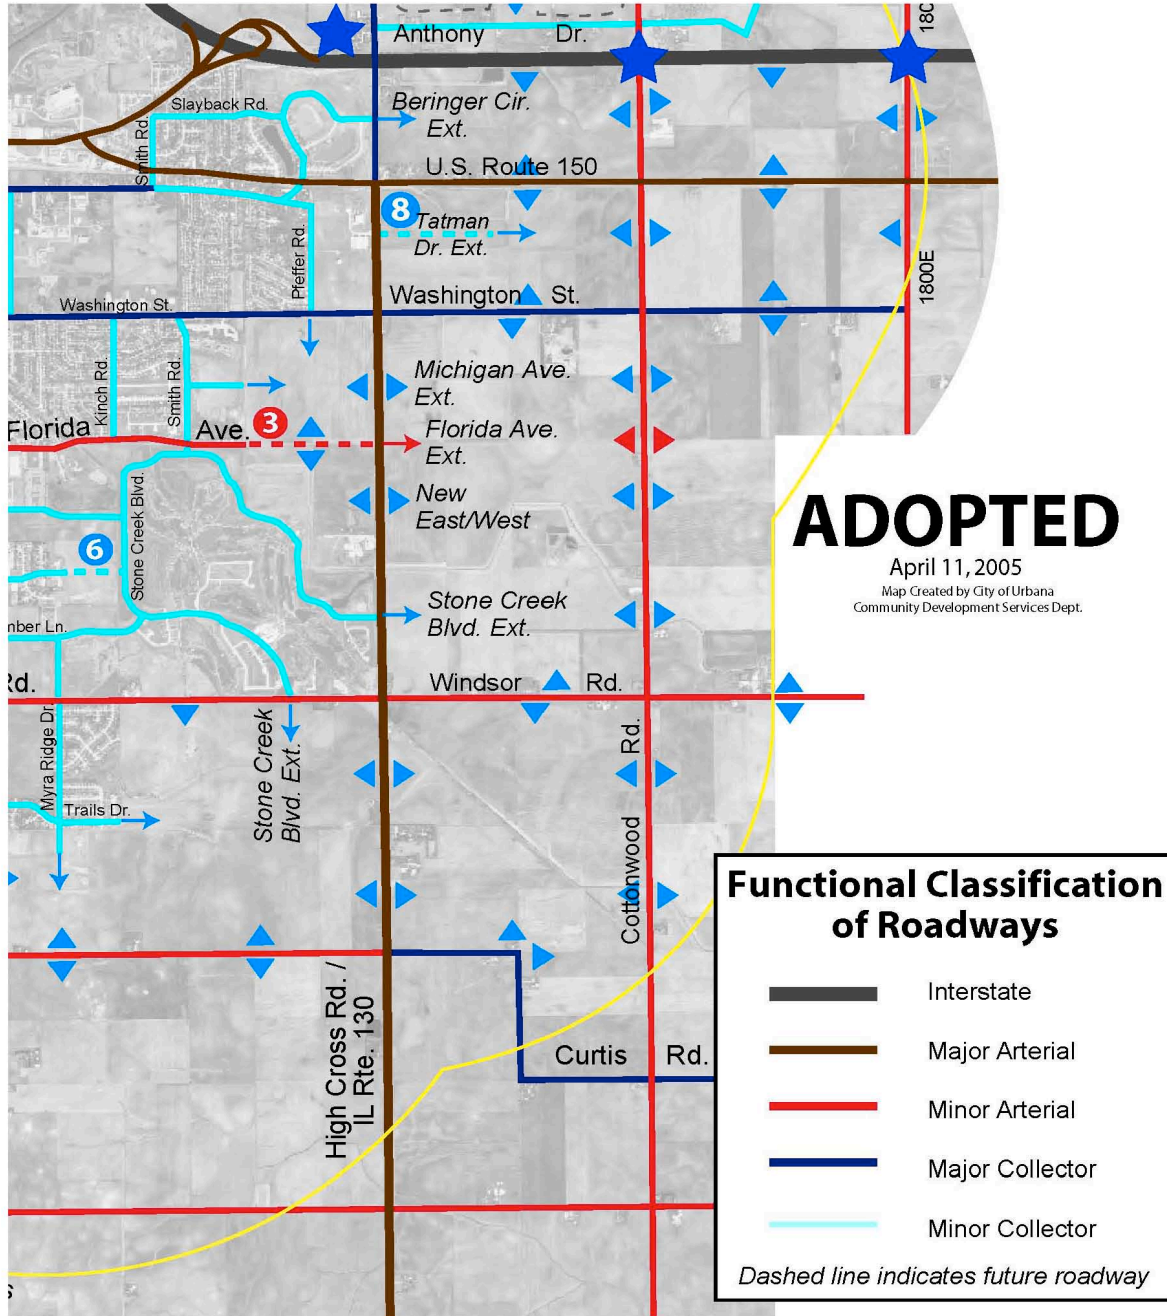 Anthony Dr.
180
Slayback Rd.
Beringer Cir.
Ext.
Smith Rd.
U.S. Route 150
8
Tatman
Dr. Ext.
Pfeffer Rd.
1800E
Washington St.
Washington St.
Michigan Ave.
Ext.
Kinch Rd.
Smith Rd.
Florida Ave.
3
Florida Ave.
Ext.
New
East/West
ADOPTED
April 11, 2005
Map Created by City of Urbana
Community Development Services Dept.
6
Stone Creek Blvd.
Stone Creek
Blvd. Ext.
mber Ln.
Rd.
Windsor Rd.
Myra Ridge Dr.
Stone Creek
Blvd. Ext.
Trails Dr.
Cottonwood Rd.
High Cross Rd. /
IL Rte. 130
Curtis Rd.
Functional Classification
of Roadways
Interstate
Major Arterial
Minor Arterial
Major Collector
Minor Collector
Dashed line indicates future roadway
s